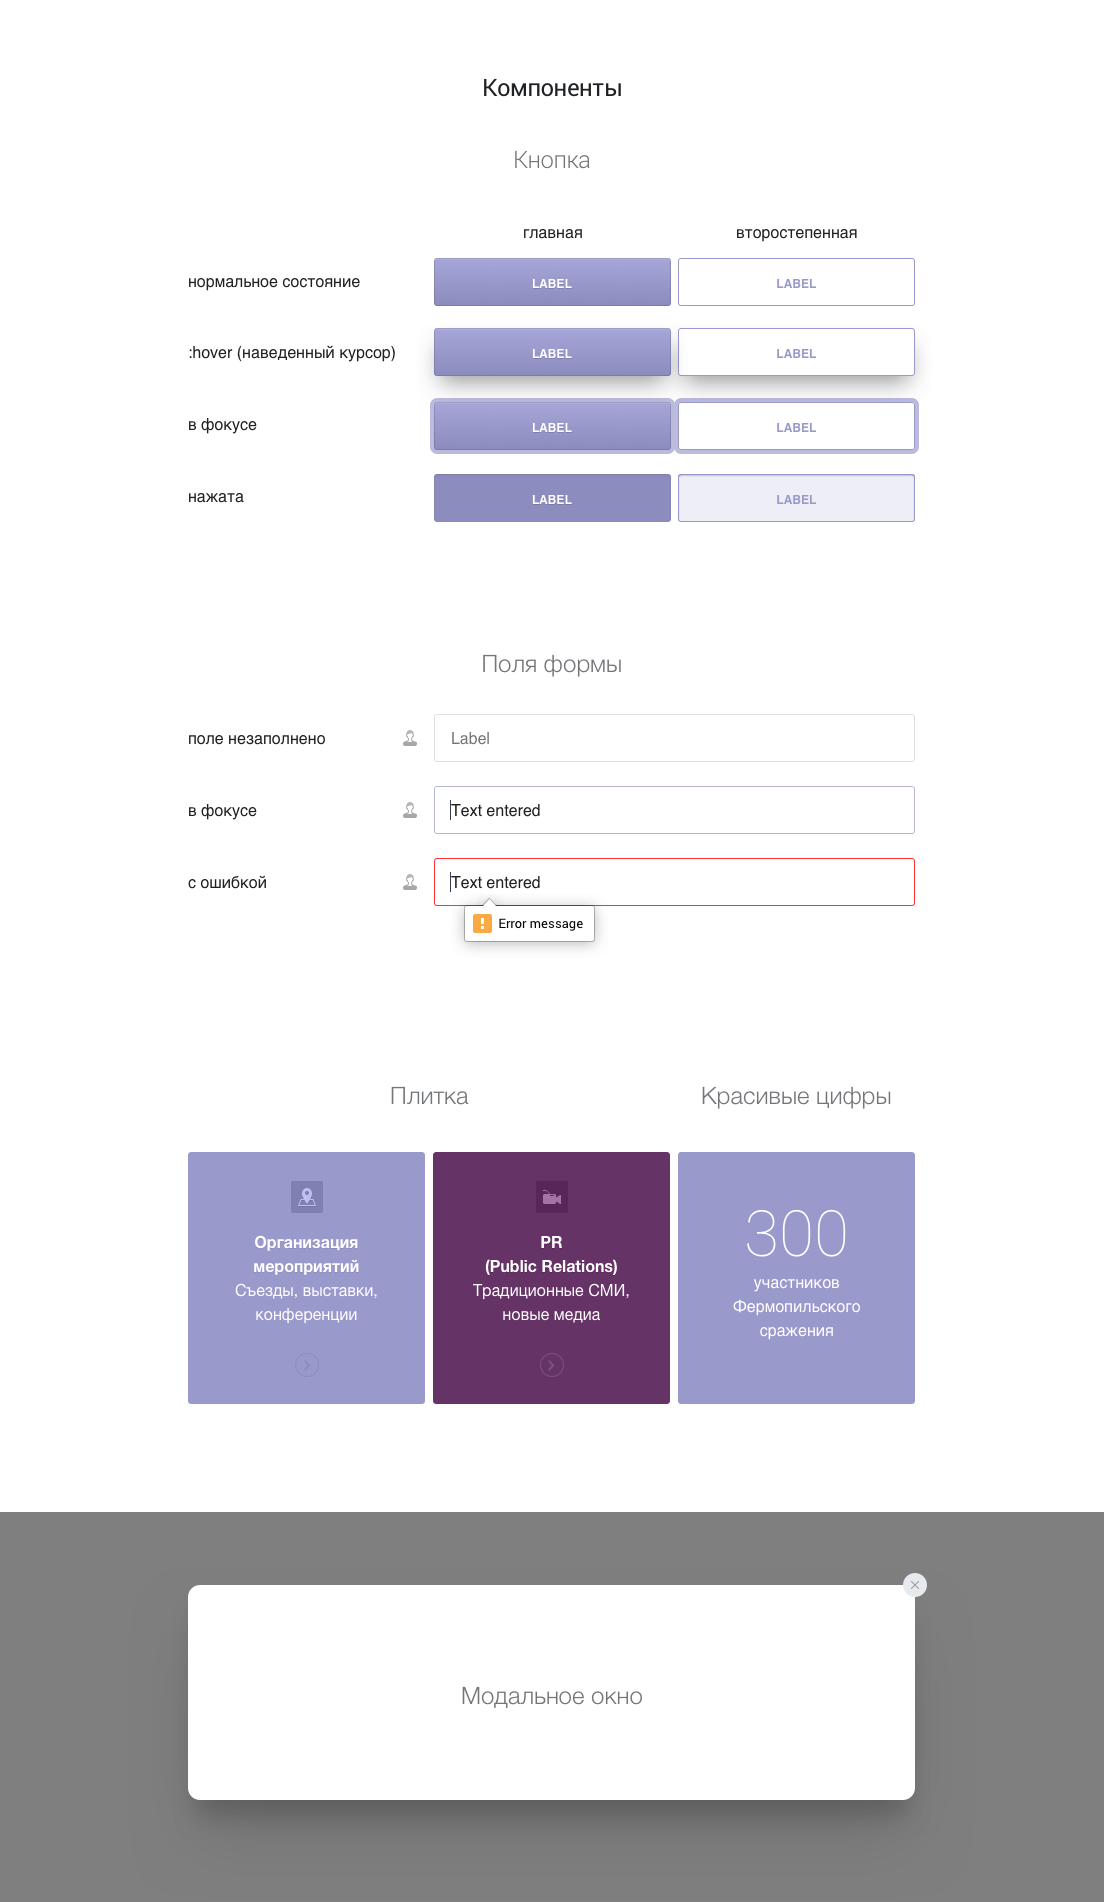 Компоненты
Кнопка
главная
второстепенная
нормальное состояние
LABEL
LABEL
:hover (наведенный курсор)
LABEL
LABEL
в фокусе
LABEL
LABEL
нажата
LABEL
LABEL
Поля формы
поле незаполнено
Label
в фокусе
Text entered
с ошибкой
Text entered
Error message
Плитка
Красивые цифры
Организация
мероприятий
Съезды, выставки,
конференции
PR
(Public Relations)
Традиционные СМИ,
новые медиа
300
участников
Фермопильского
сражения
Модальное окно